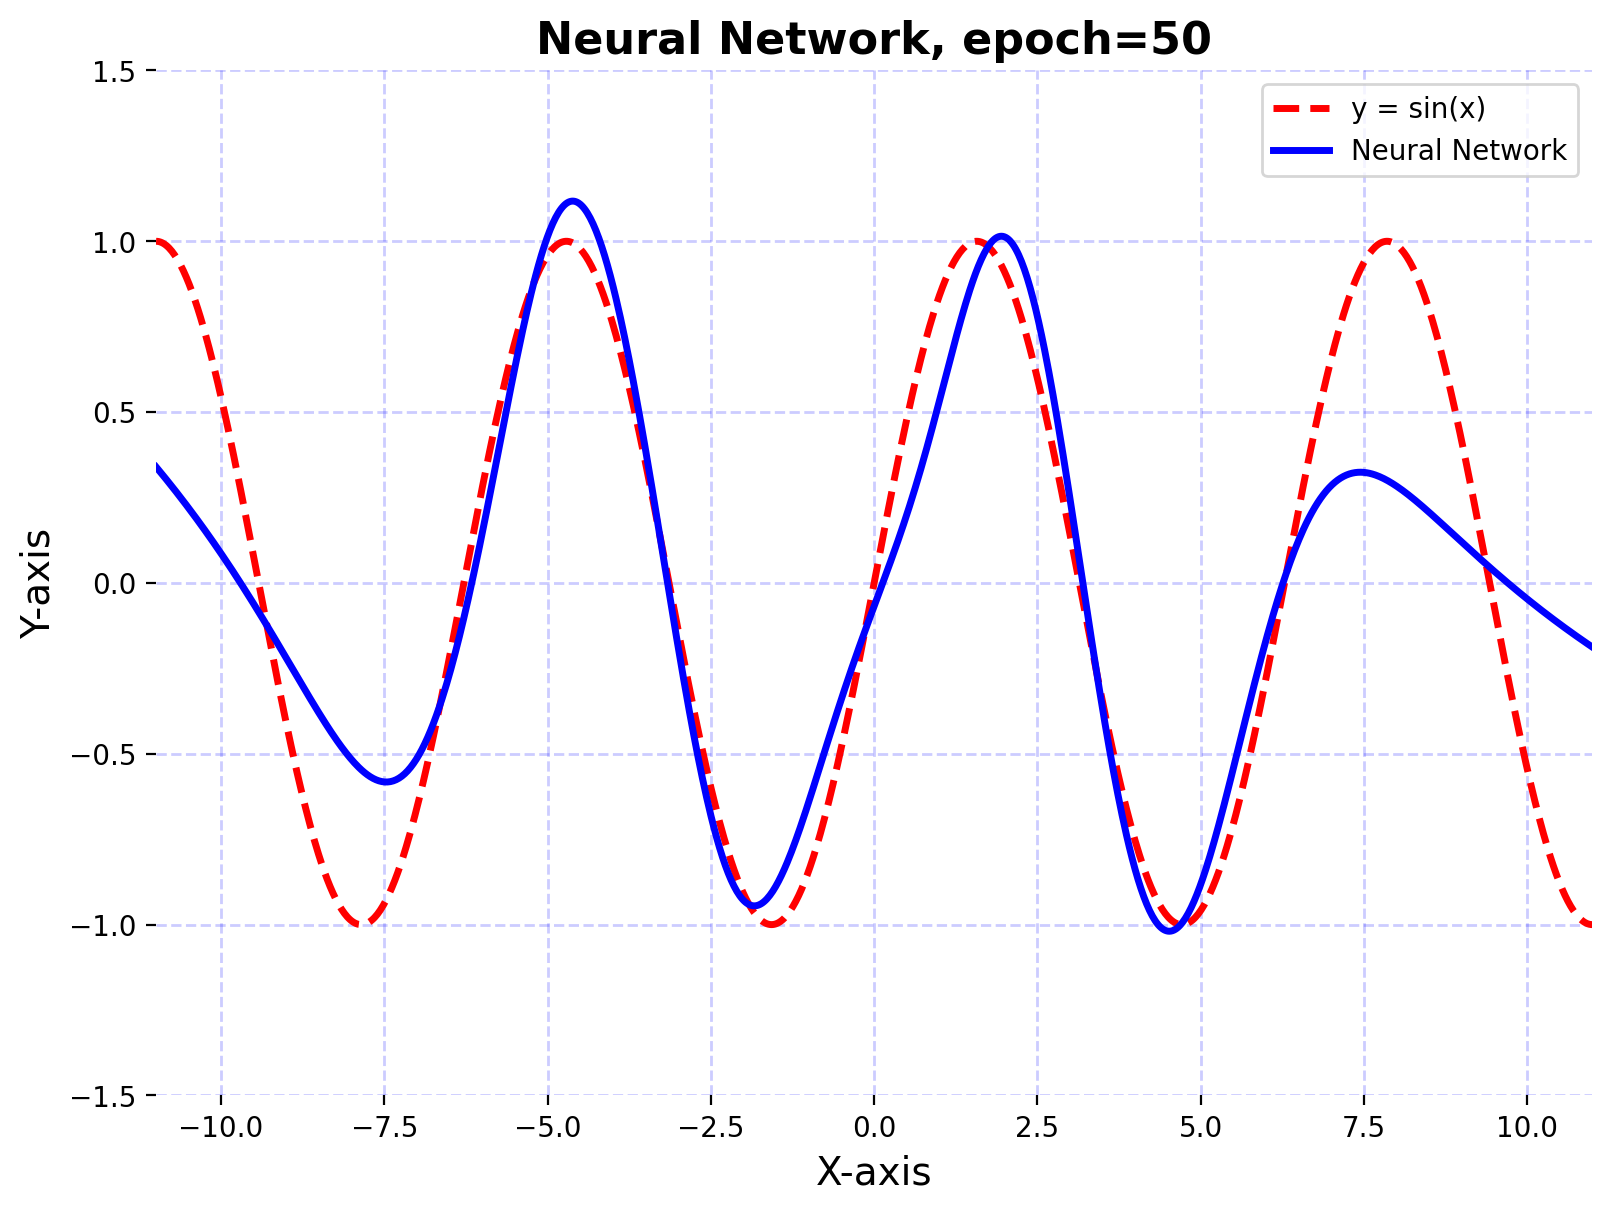 Neural Network, epoch=50
1.5
1.0
0.5
0.0
−0.5
−1.0
−1.5
Y-axis
y = sin(x)
Neural Network
−10.0 −7.5 −5.0 −2.5 0.0 2.5 5.0 7.5 10.0
X-axis